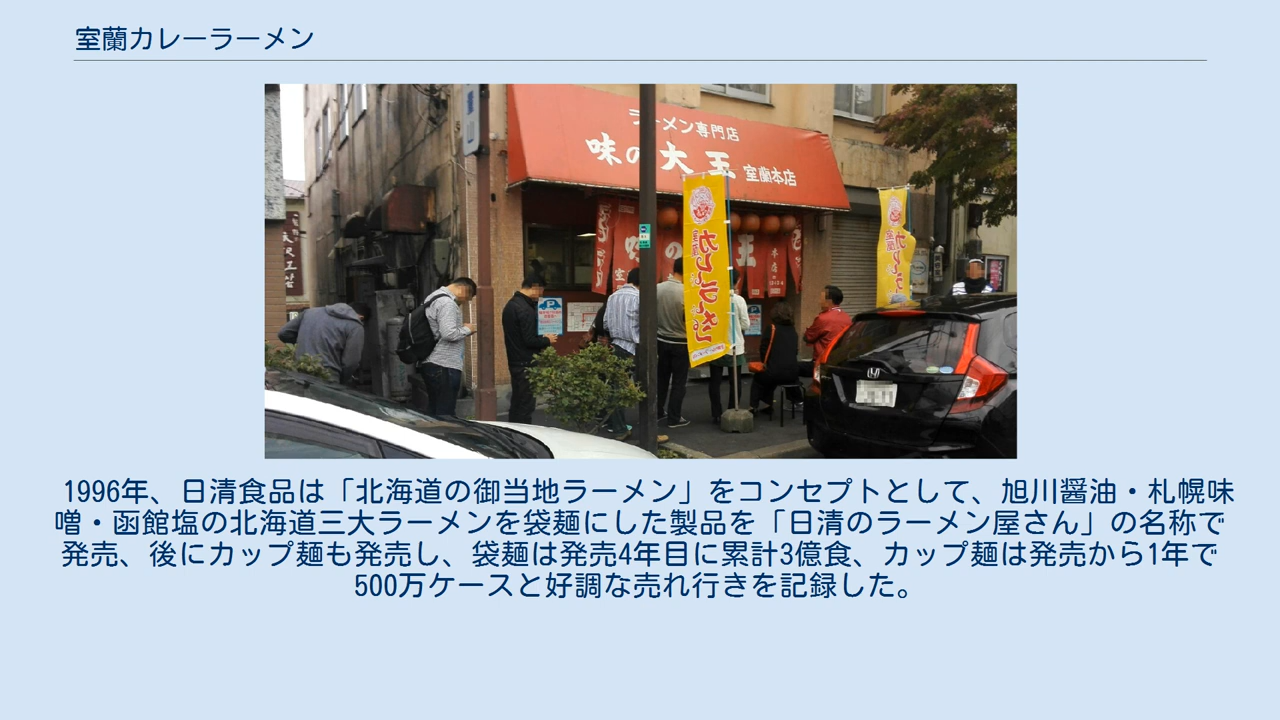 室蘭カレーラーメン
ラーメン専門店
味の大王 室蘭本店
カレーラーメン
1996年、日清食品は「北海道の御当地ラーメン」をコンセプトとして、旭川醤油・札幌味
噌・函館塩の北海道三大ラーメンを袋麺にした製品を「日清のラーメン屋さん」の名称で
発売、後にカップ麺も発売し、袋麺は発売4年目に累計3億食、カップ麺は発売から1年で
500万ケースと好調な売れ行きを記録した。